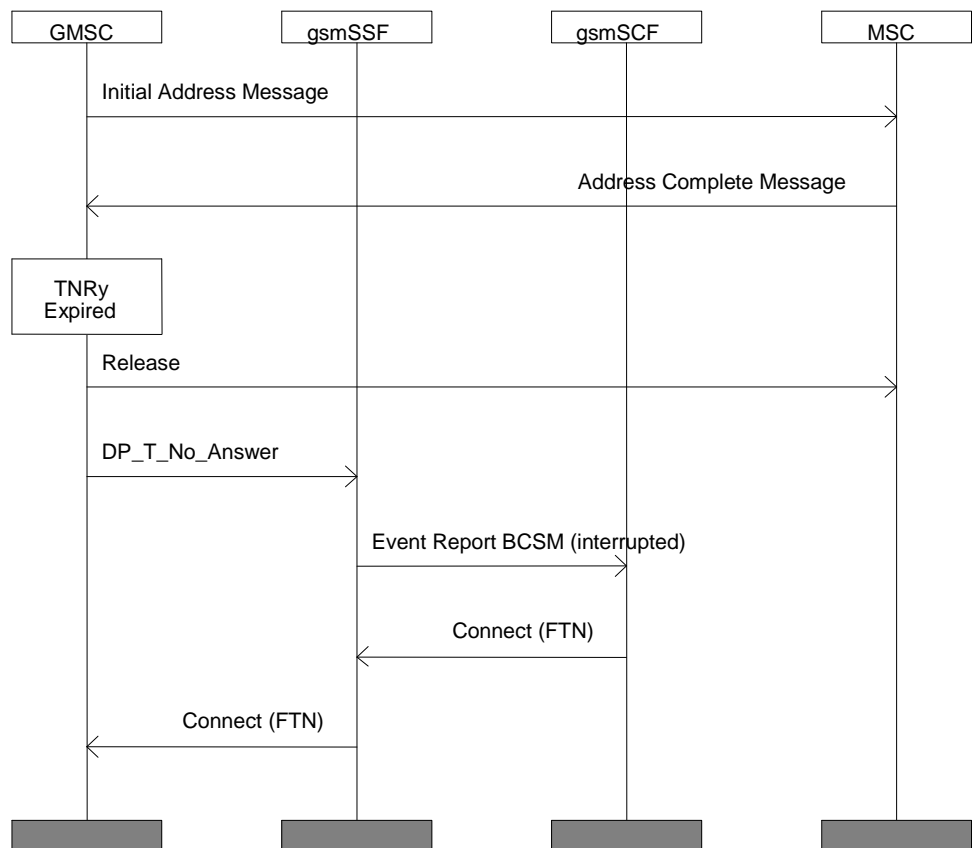 GMSC
gsmSSF
gsmSCF
MSC
Initial Address Message
Address Complete Message
TNRy
Expired
Release
DP_T_No_Answer
Event Report BCSM (interrupted)
Connect (FTN)
Connect (FTN)